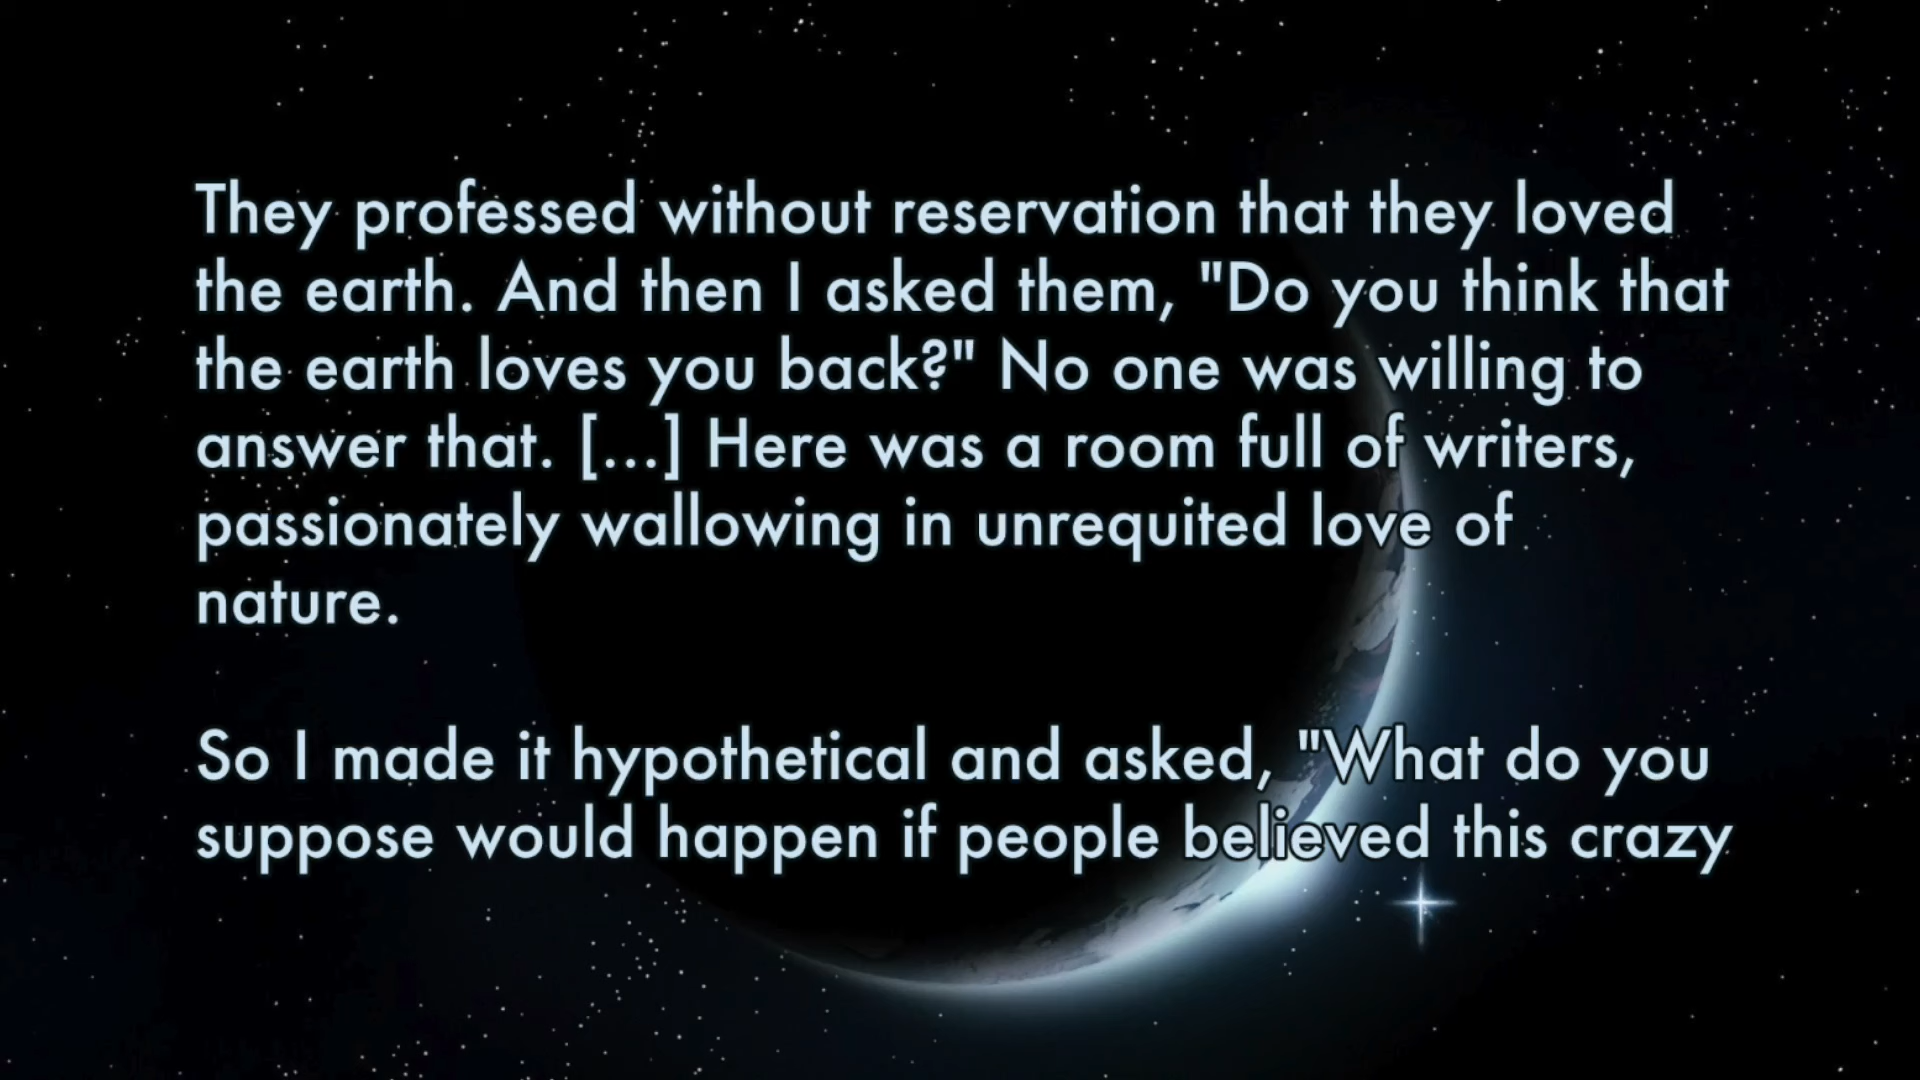 They professed without reservation that they loved
the earth. And then I asked them, "Do you think that
the earth loves you back?" No one was willing to
answer that. [...] Here was a room full of writers,
passionately wallowing in unrequited love of
nature.
So I made it hypothetical and asked, "What do you
suppose would happen if people believed this crazy